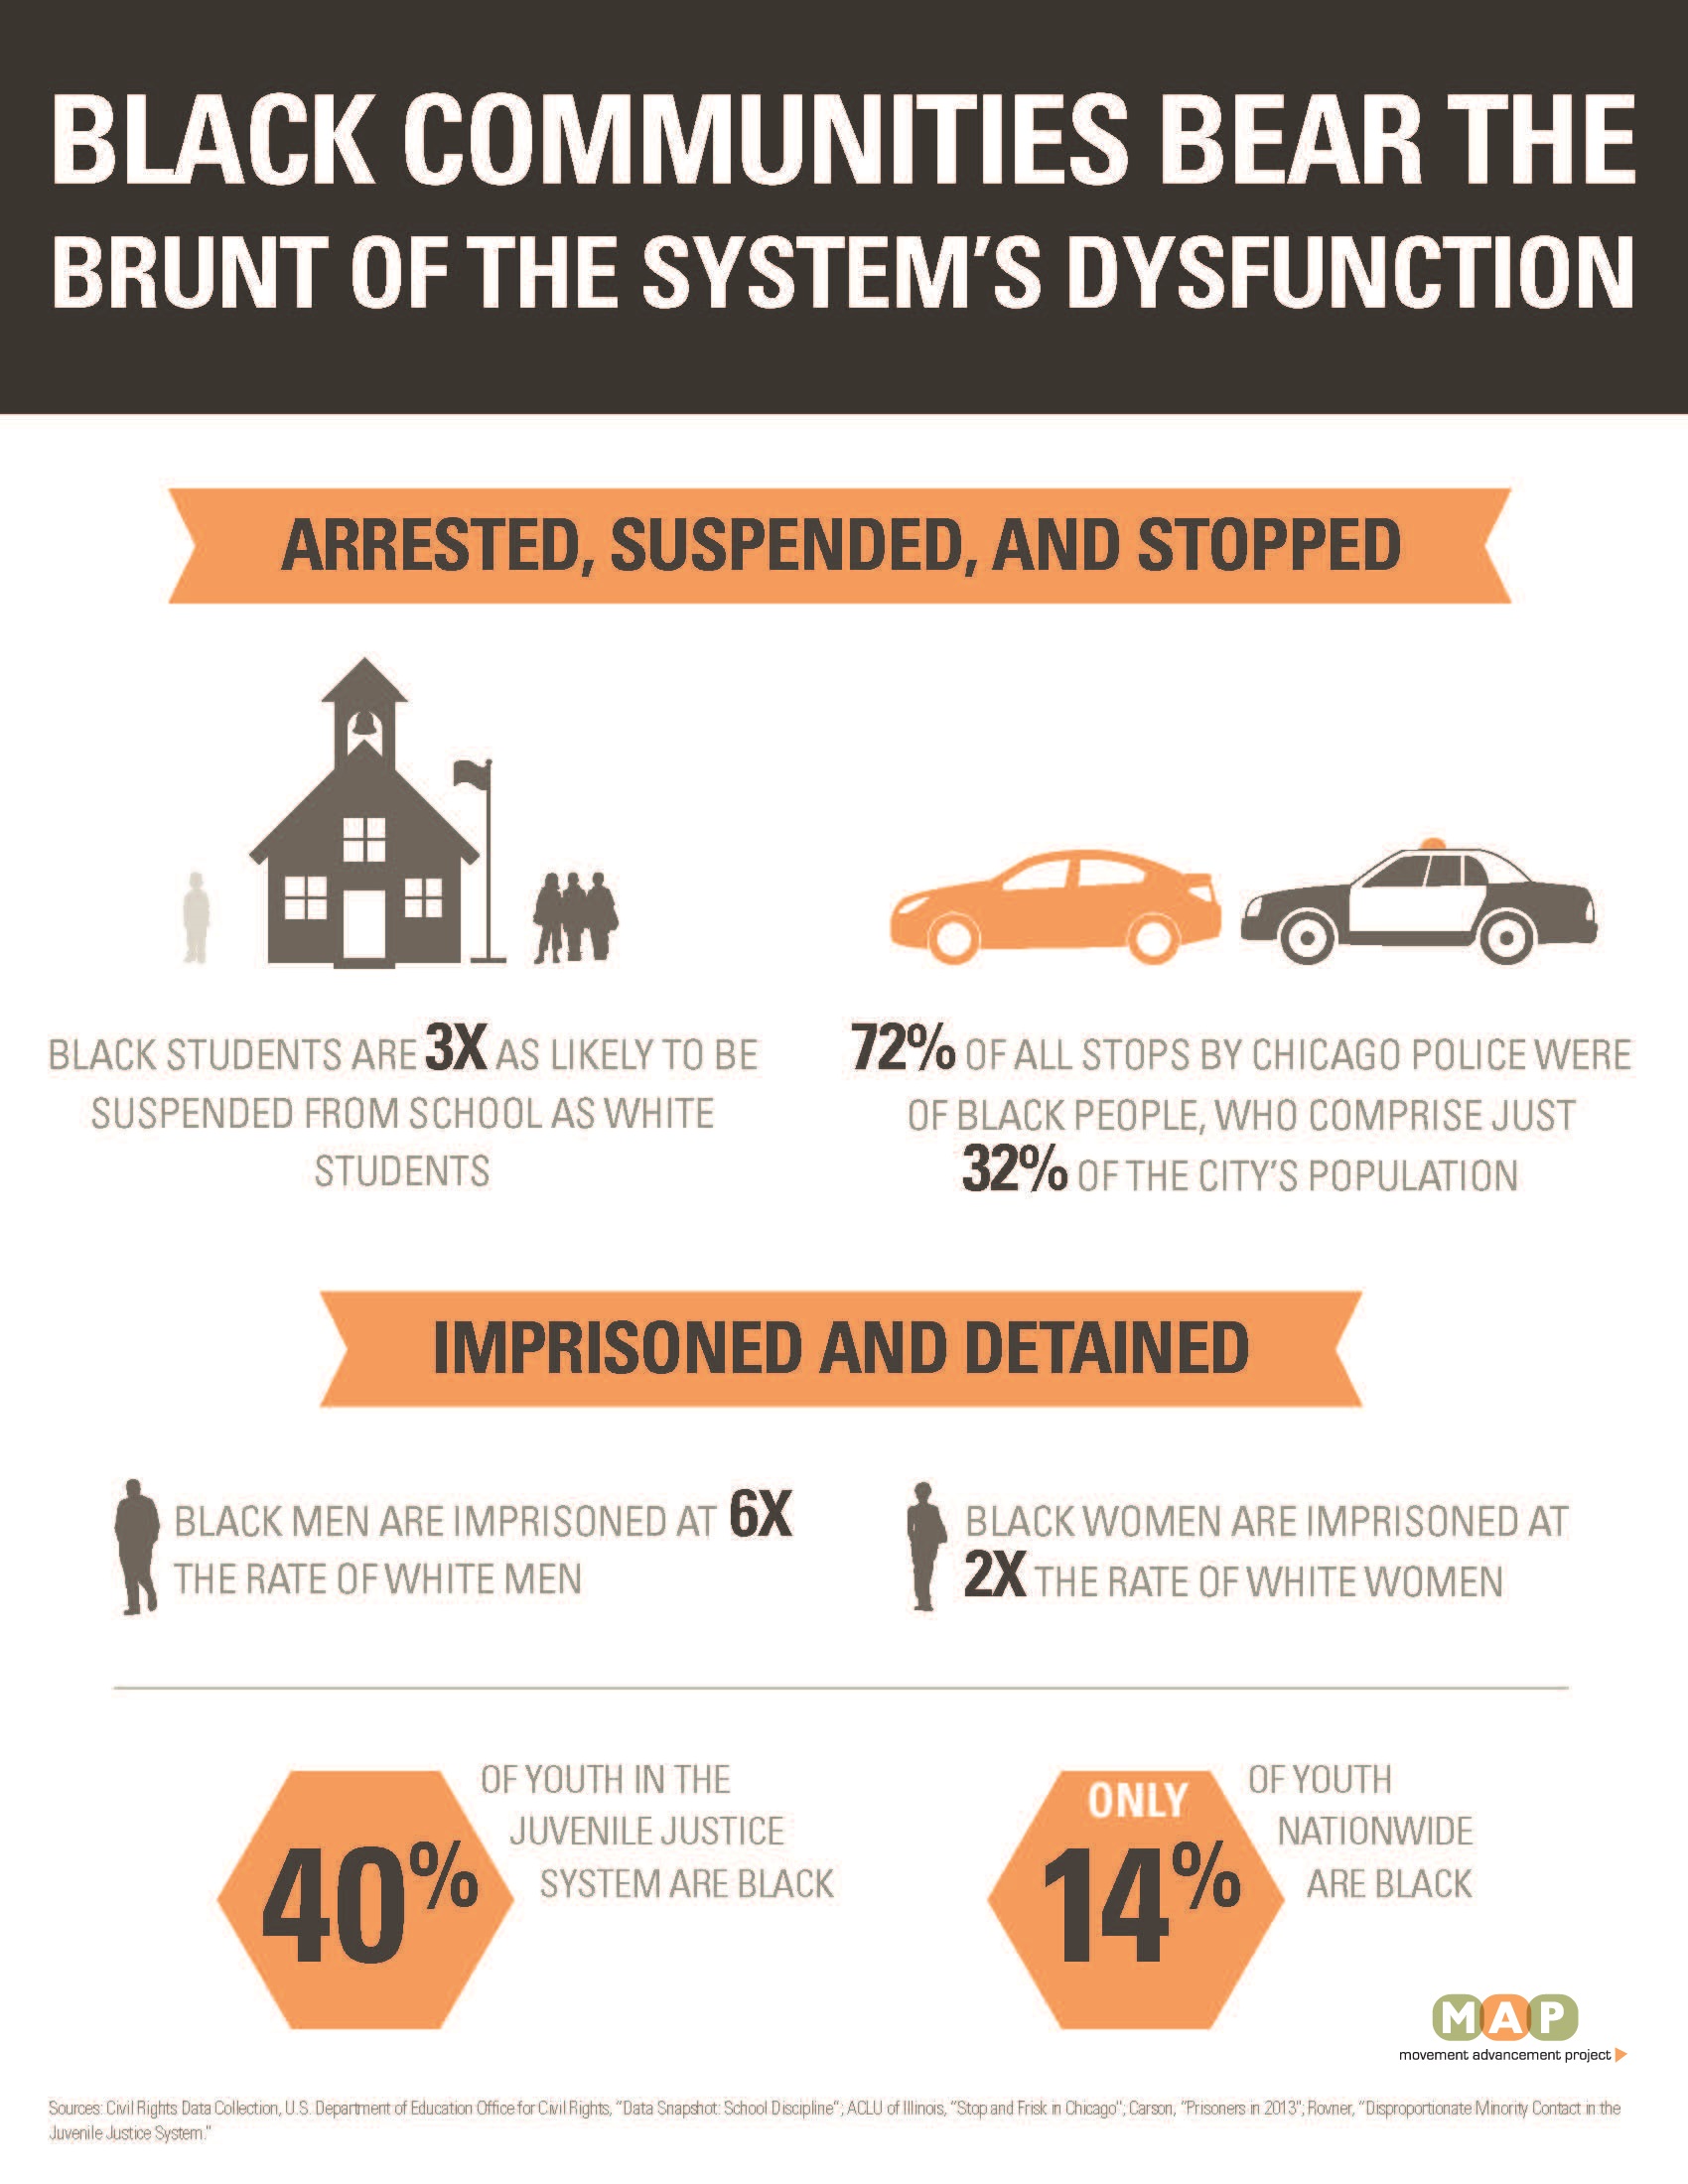 BLACK COMMUNITIES BEAR THE
BRUNT OF THE SYSTEM'S DYSFUNCTION
ARRESTED, SUSPENDED, AND STOPPED
BLACK STUDENTS ARE 3X AS LIKELY TO BE
SUSPENDED FROM SCHOOL AS WHITE
STUDENTS
72% OF ALL STOPS BY CHICAGO POLICE WERE
OF BLACK PEOPLE, WHO COMPRISE JUST
32% OF THE CITY'S POPULATION
IMPRISONED AND DETAINED
BLACK MEN ARE IMPRISONED AT 6X
THE RATE OF WHITE MEN
BLACK WOMEN ARE IMPRISONED AT
2X THE RATE OF WHITE WOMEN
40%
OF YOUTH IN THE
JUVENILE JUSTICE
SYSTEM ARE BLACK
ONLY
14%
OF YOUTH
NATIONWIDE
ARE BLACK
MAP
movement advancement project
Sources: Civil Rights Data Collection, U.S. Department of Education Office for Civil Rights, "Data Snapshot: School Discipline"; ACLU of Illinois, "Stop and Frisk in Chicago"; Carson, "Prisoners in 2013"; Rovner, "Disproportionate Minority Contact in the
Juvenile Justice System."